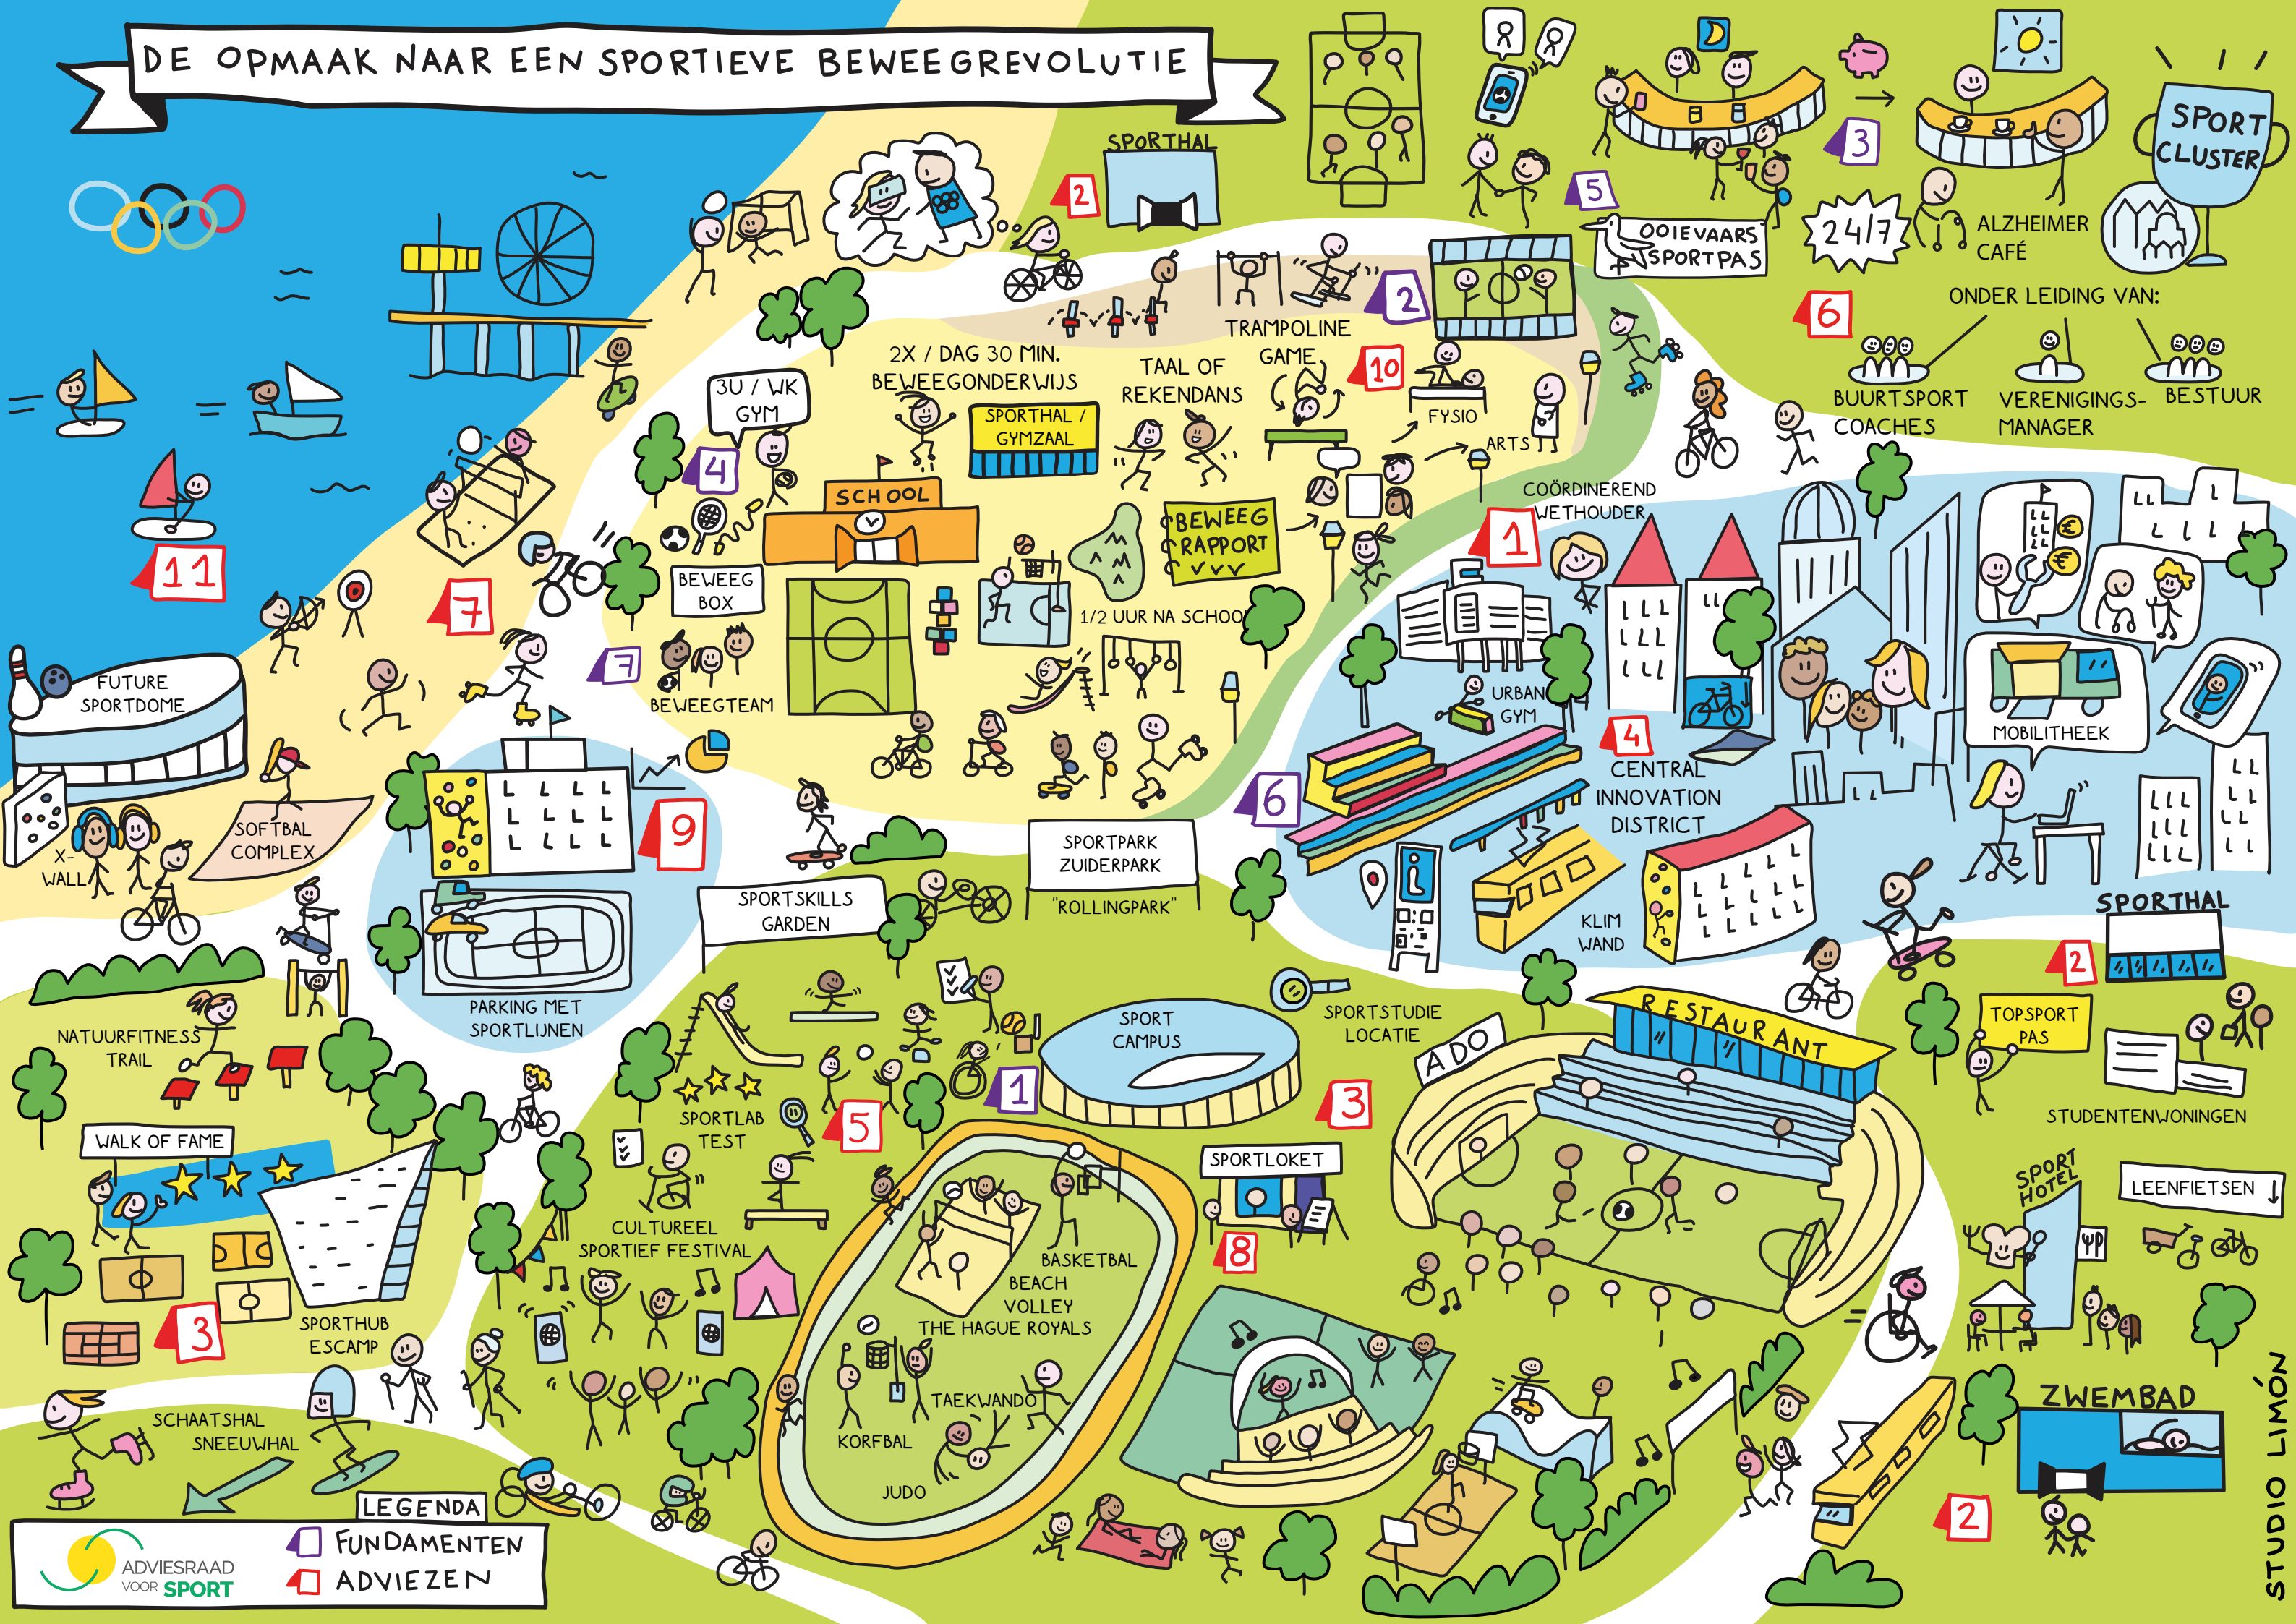 DE OPMAAK NAAR EEN SPORTIEVE BEWEEGREVOLUTIE
SPORTHAL
2
3
SPORT
CLUSTER
5
OOIEVAARS
SPORTPAS
24/7
ALZHEIMER
CAFÉ
6
ONDER LEIDING VAN:
BUURTSPORT
COACHES
VERENIGINGS-
MANAGER
BESTUUR
2
TRAMPOLINE
GAME
10
FYSIO
ARTS
2X / DAG 30 MIN.
BEWEEGONDERWIJS
TAAL OF
REKENDANS
3U / WK
GYM
4
SPORTHAL /
GYMZAAL
SCHOOL
BEWEEG
RAPPORT
BEWEEG
BOX
1/2 UUR NA SCHOOL
7
BEWEEGTEAM
11
7
FUTURE
SPORTDOME
X-
WALL
SOFTBAL
COMPLEX
9
PARKING MET
SPORTLIJNEN
COÖRDINEREND
WETHOUDER
1
URBAN
GYM
4
CENTRAL
INNOVATION
DISTRICT
6
€
€
MOBILITHEEK
i
KLIM
WAND
SPORTPARK
ZUIDERPARK
"ROLLINGPARK"
SPORTSKILLS
GARDEN
SPORTHAL
2
TOPSPORT
PAS
STUDENTENWONINGEN
NATUURFITNESS
TRAIL
WALK OF FAME
3
SPORTHUB
ESCAMP
SPORTLAB
TEST
5
1
SPORT
CAMPUS
SPORTSTUDIE
LOCATIE
3
ADO
RESTAURANT
SPORTLOKET
8
CULTUREEL
SPORTIEF FESTIVAL
BASKETBAL
BEACH
VOLLEY
THE HAGUE ROYALS
TAEKWANDO
KORFBAL
JUDO
SPORT
HOTEL
LEENFIETSEN
ZWEMBAD
2
SCHAATSHAL
SNEEUWHAL
LEGENDA
FUNDAMENTEN
ADVIEZEN
ADVIESRAAD
VOOR SPORT
STUDIO LIMÓN